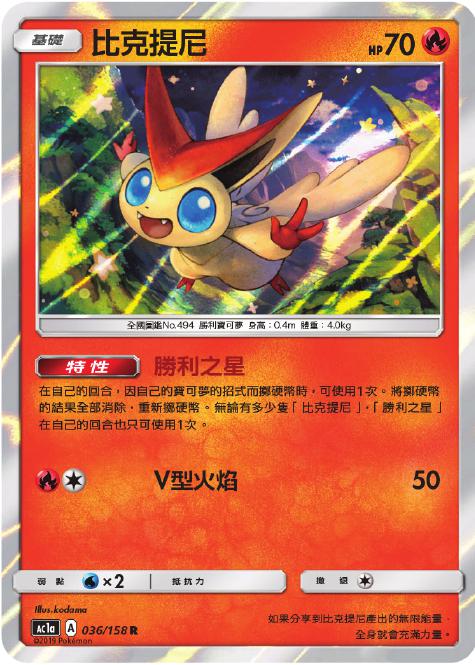 基礎 比克提尼 HP70
全國圖鑑No.494 勝利寶可夢 身高：0.4m 體重：4.0kg
特性 勝利之星
在自己的回合，因自己的寶可夢的招式而擲硬幣時，可使用1次。將擲硬幣
的結果全部消除，重新擲硬幣。無論有多少隻「比克提尼」，「勝利之星」
在自己的回合也只可使用1次。
V型火焰 50
弱點 ×2 抵抗力 撤退
Illus.kodama
AC1a A 036/158 R
©2019 Pokémon
如果分享到比克提尼產出的無限能量，
全身就會充滿力量。